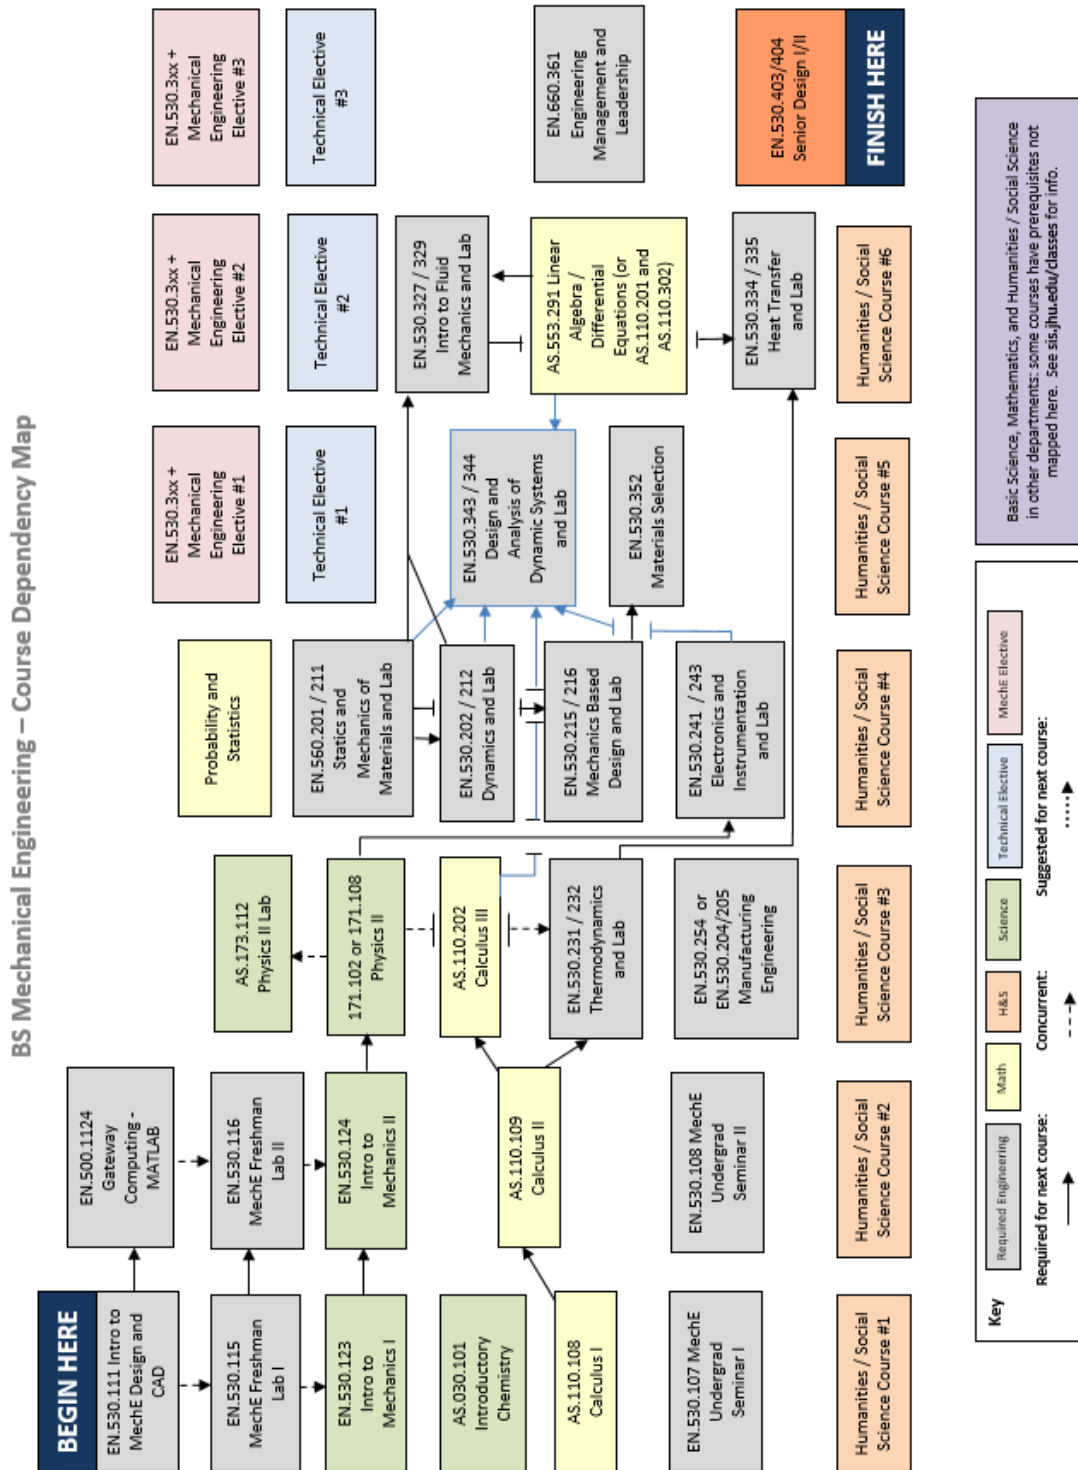 BS Mechanical Engineering – Course Dependency Map
BEGIN HERE
EN.530.111 Intro to
MechE Design and
CAD
EN.530.115
MechE Freshman
Lab I
EN.530.123
Intro to
Mechanics I
AS.030.101
Introductory
Chemistry
AS.110.108
Calculus I
EN.530.107 MechE
Undergrad
Seminar I
Humanities / Social
Science Course #1
EN.500.1124
Gateway
Computing -
MATLAB
EN.530.116
MechE Freshman
Lab II
EN.530.124
Intro to
Mechanics II
AS.110.109
Calculus II
EN.530.108 MechE
Undergrad
Seminar II
Humanities / Social
Science Course #2
AS.173.112
Physics II Lab
171.102 or 171.108
Physics II
AS.110.202
Calculus III
EN.530.231 / 232
Thermodynamics
and Lab
EN.530.254 or
EN.530.204/205
Manufacturing
Engineering
Humanities / Social
Science Course #3
Probability and
Statistics
EN.560.201 / 211
Statics and
Mechanics of
Materials and Lab
EN.530.202 / 212
Dynamics and Lab
EN.530.215 / 216
Mechanics Based
Design and Lab
EN.530.241 / 243
Electronics and
Instrumentation
and Lab
Humanities / Social
Science Course #4
EN.530.3xx +
Mechanical
Engineering
Elective #1
Technical Elective
#1
EN.530.343 / 344
Design and
Analysis of
Dynamic Systems
and Lab
EN.530.352
Materials Selection
Humanities / Social
Science Course #5
EN.530.3xx +
Mechanical
Engineering
Elective #2
Technical Elective
#2
EN.530.327 / 329
Intro to Fluid
Mechanics and Lab
AS.553.291 Linear
Algebra /
Differential
Equations (or
AS.110.201 and
AS.110.302)
EN.530.334 / 335
Heat Transfer
and Lab
Humanities / Social
Science Course #6
EN.530.3xx +
Mechanical
Engineering
Elective #3
Technical Elective
#3
EN.660.361
Engineering
Management and
Leadership
EN.530.403/404
Senior Design I/II
FINISH HERE
Key
Required Engineering
Math
H&S
Science
Technical Elective
MechE Elective
Required for next course:
Concurrent:
Suggested for next course:
Basic Science, Mathematics, and Humanities / Social Science
in other departments: some courses have prerequisites not
mapped here. See sis.jhu.edu/classes for info.